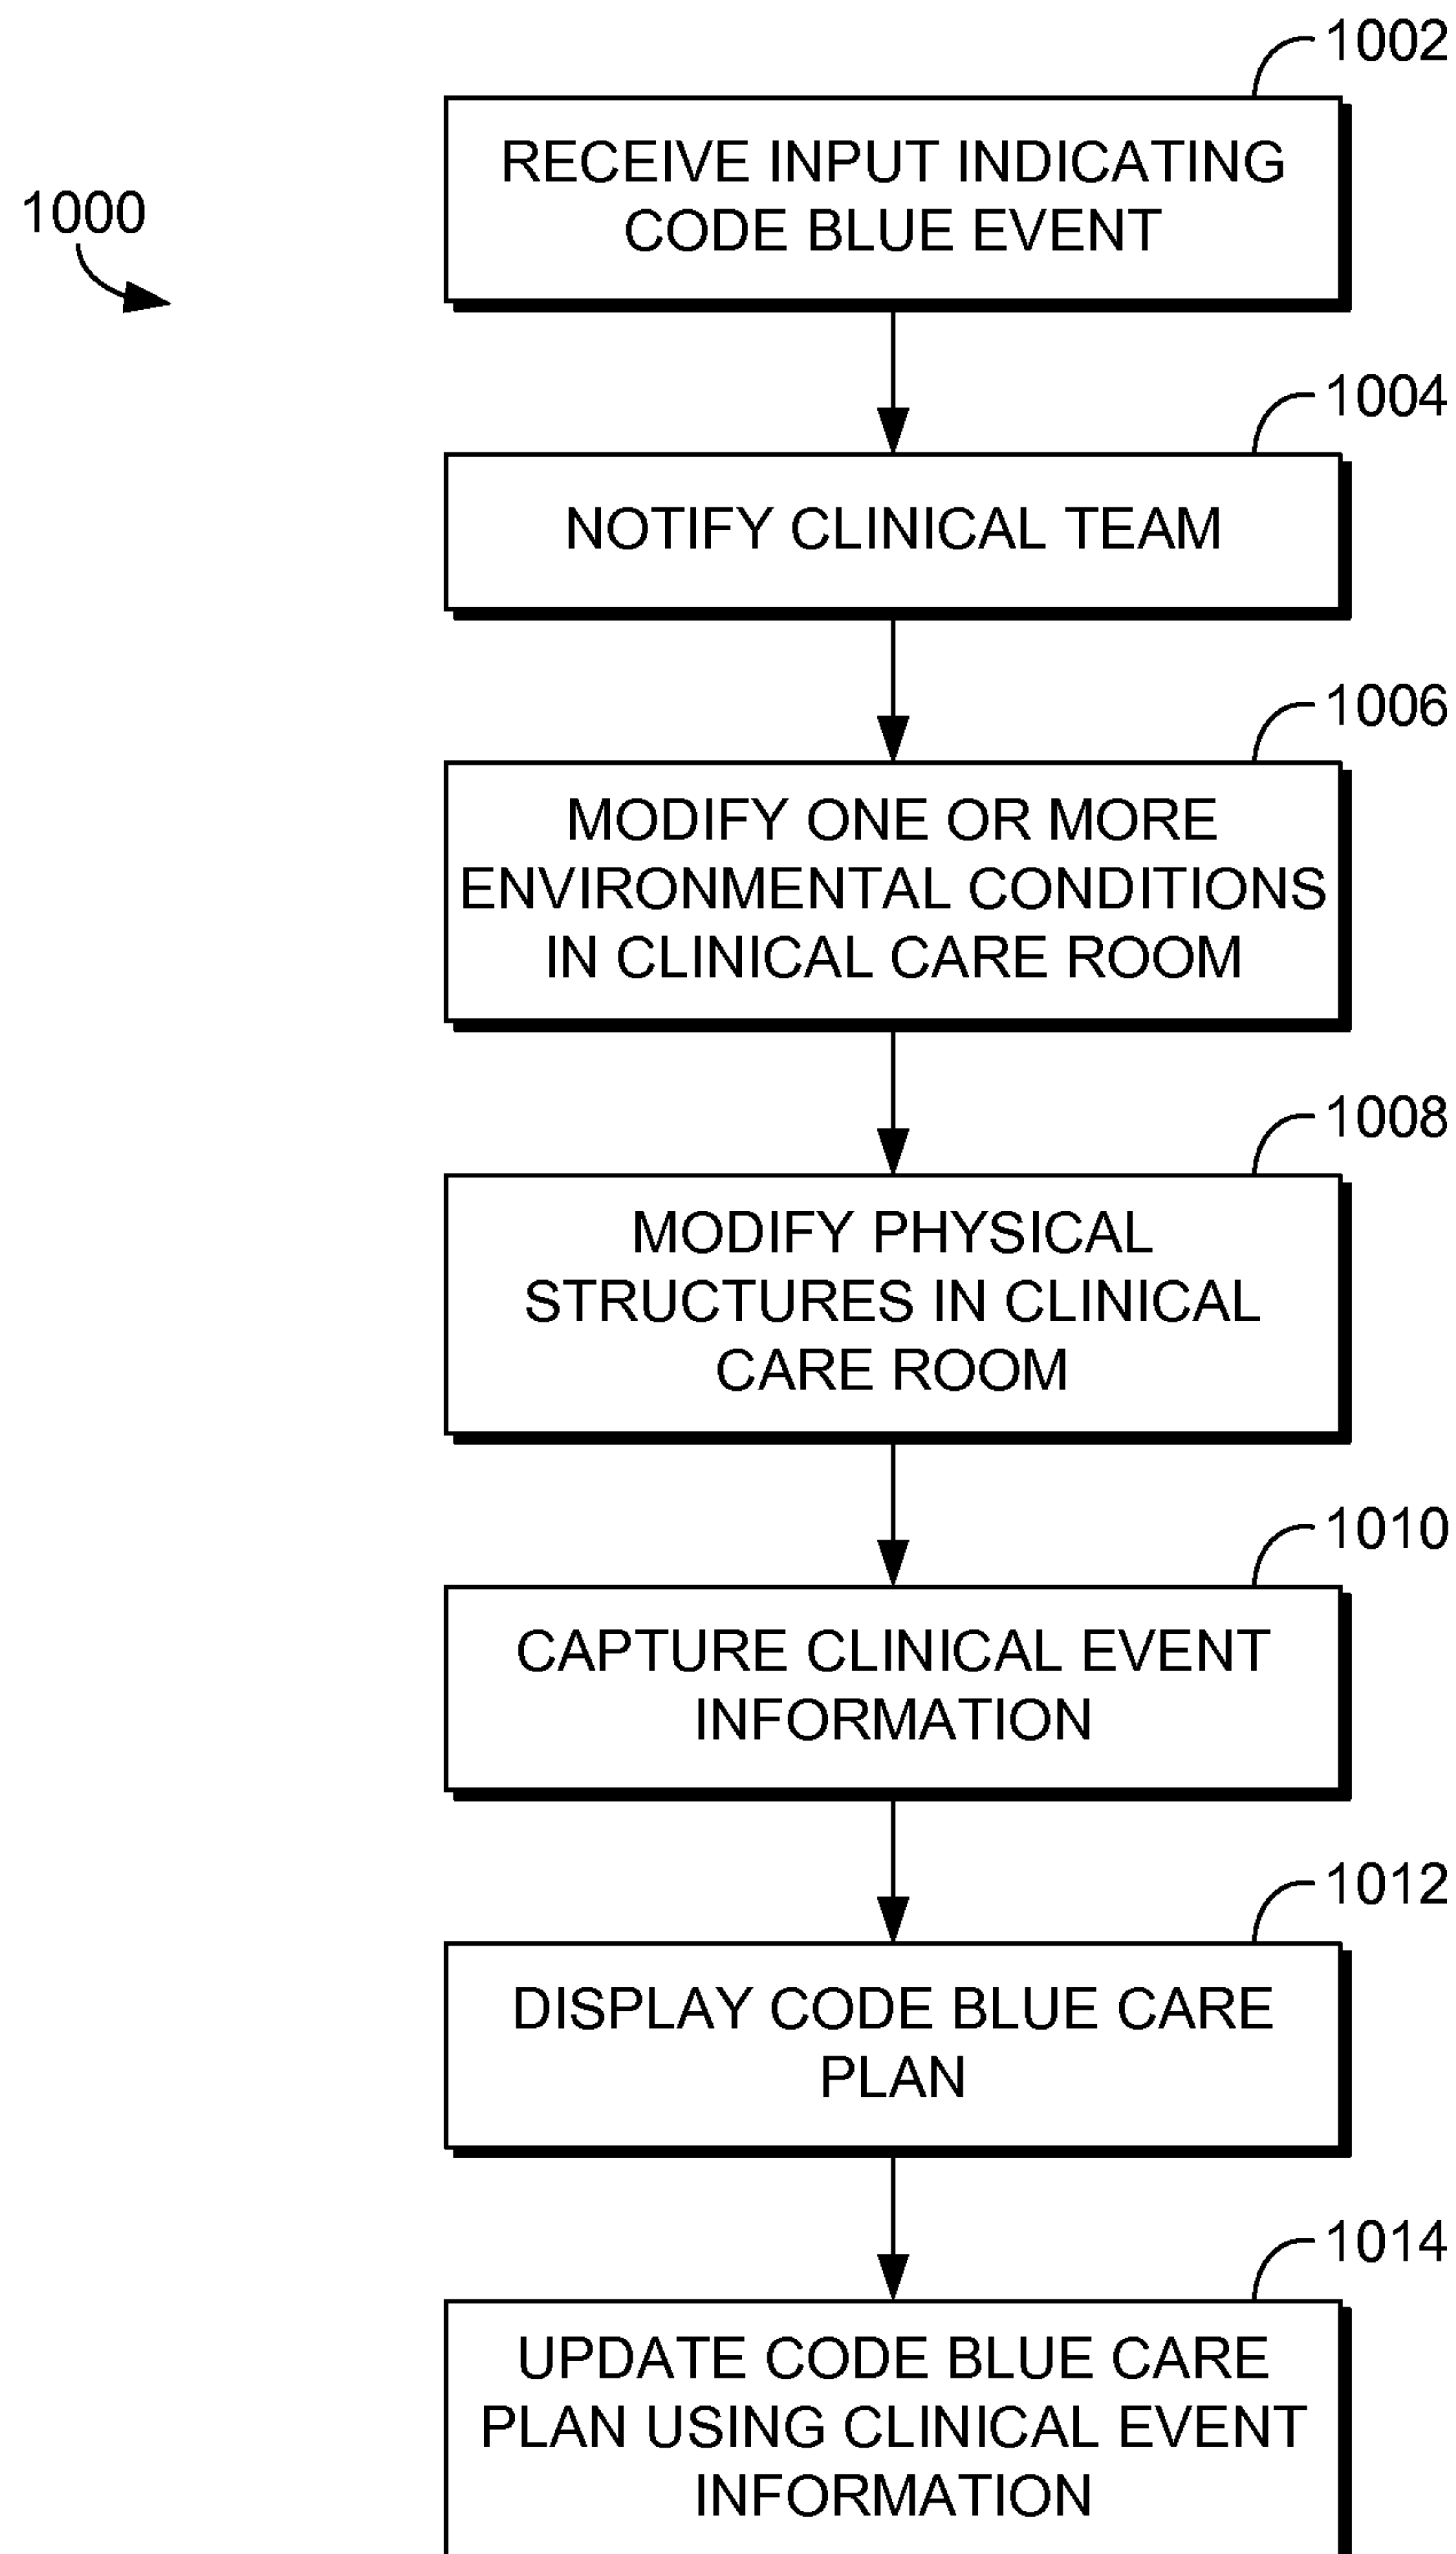 1002
RECEIVE INPUT INDICATING
CODE BLUE EVENT
1000
1004
NOTIFY CLINICAL TEAM
1006
MODIFY ONE OR MORE
ENVIRONMENTAL CONDITIONS
IN CLINICAL CARE ROOM
1008
MODIFY PHYSICAL
STRUCTURES IN CLINICAL
CARE ROOM
1010
CAPTURE CLINICAL EVENT
INFORMATION
1012
DISPLAY CODE BLUE CARE
PLAN
1014
UPDATE CODE BLUE CARE
PLAN USING CLINICAL EVENT
INFORMATION